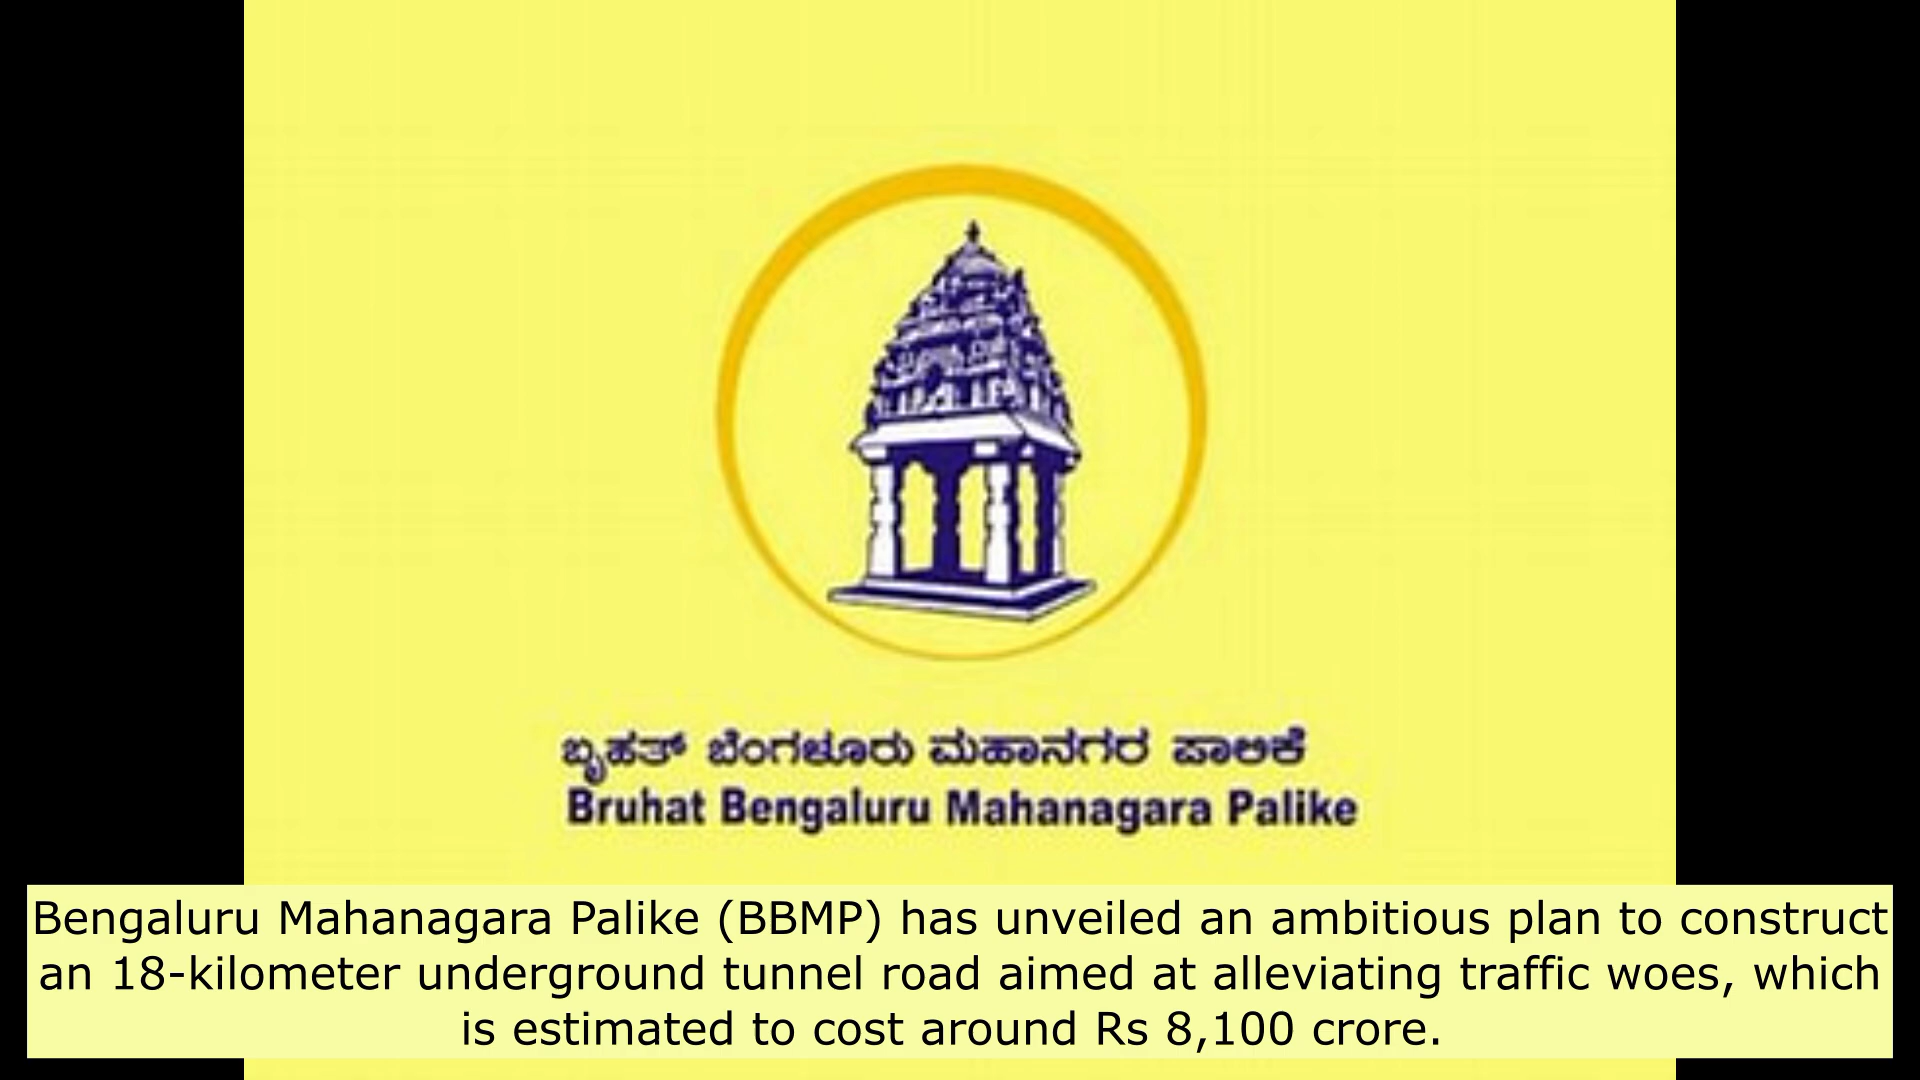 ಬೃಹತ್ ಬೆಂಗಳೂರು ಮಹಾನಗರ ಪಾಲಿಕೆ
Bruhat Bengaluru Mahanagara Palike
Bengaluru Mahanagara Palike (BBMP) has unveiled an ambitious plan to construct
an 18-kilometer underground tunnel road aimed at alleviating traffic woes, which
is estimated to cost around Rs 8,100 crore.